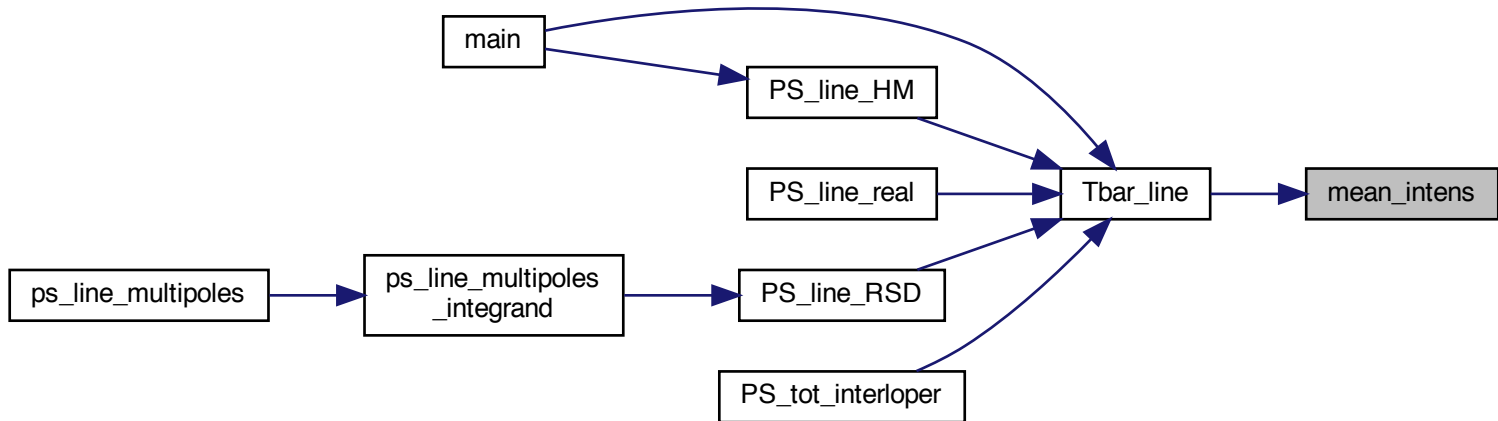 main
PS_line_HM
PS_line_real
Tbar_line
mean_intens
ps_line_multipoles
ps_line_multipoles
_integrand
PS_line_RSD
PS_tot_interloper